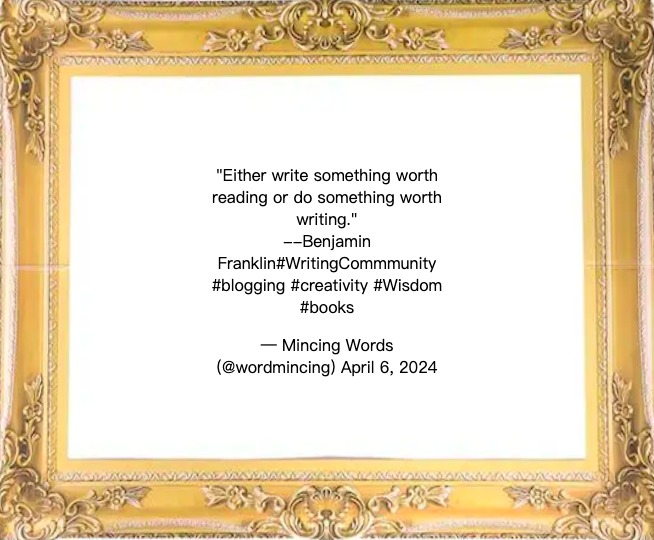 "Either write something worth
reading or do something worth
writing."
––Benjamin
Franklin#WritingCommmunity
#blogging #creativity #Wisdom
#books
— Mincing Words
(@wordmincing) April 6, 2024